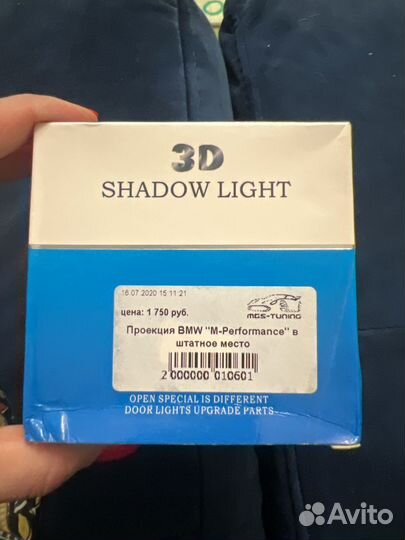 3D
SHADOW LIGHT
16.07.2020 15:11:21
MGS-TUNING
цена: 1 750 руб.
Проекция BMW "M-Performance" в
штатное место
2 000000 010601
OPEN SPECIAL IS DIFFERENT
DOOR LIGHTS UPGRADE PARTS-
Avito